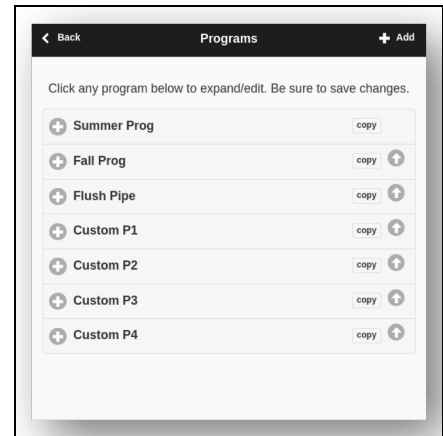 Back Programs Add
Click any program below to expand/edit. Be sure to save changes.
Summer Prog copy
Fall Prog copy
Flush Pipe copy
Custom P1 copy
Custom P2 copy
Custom P3 copy
Custom P4 copy